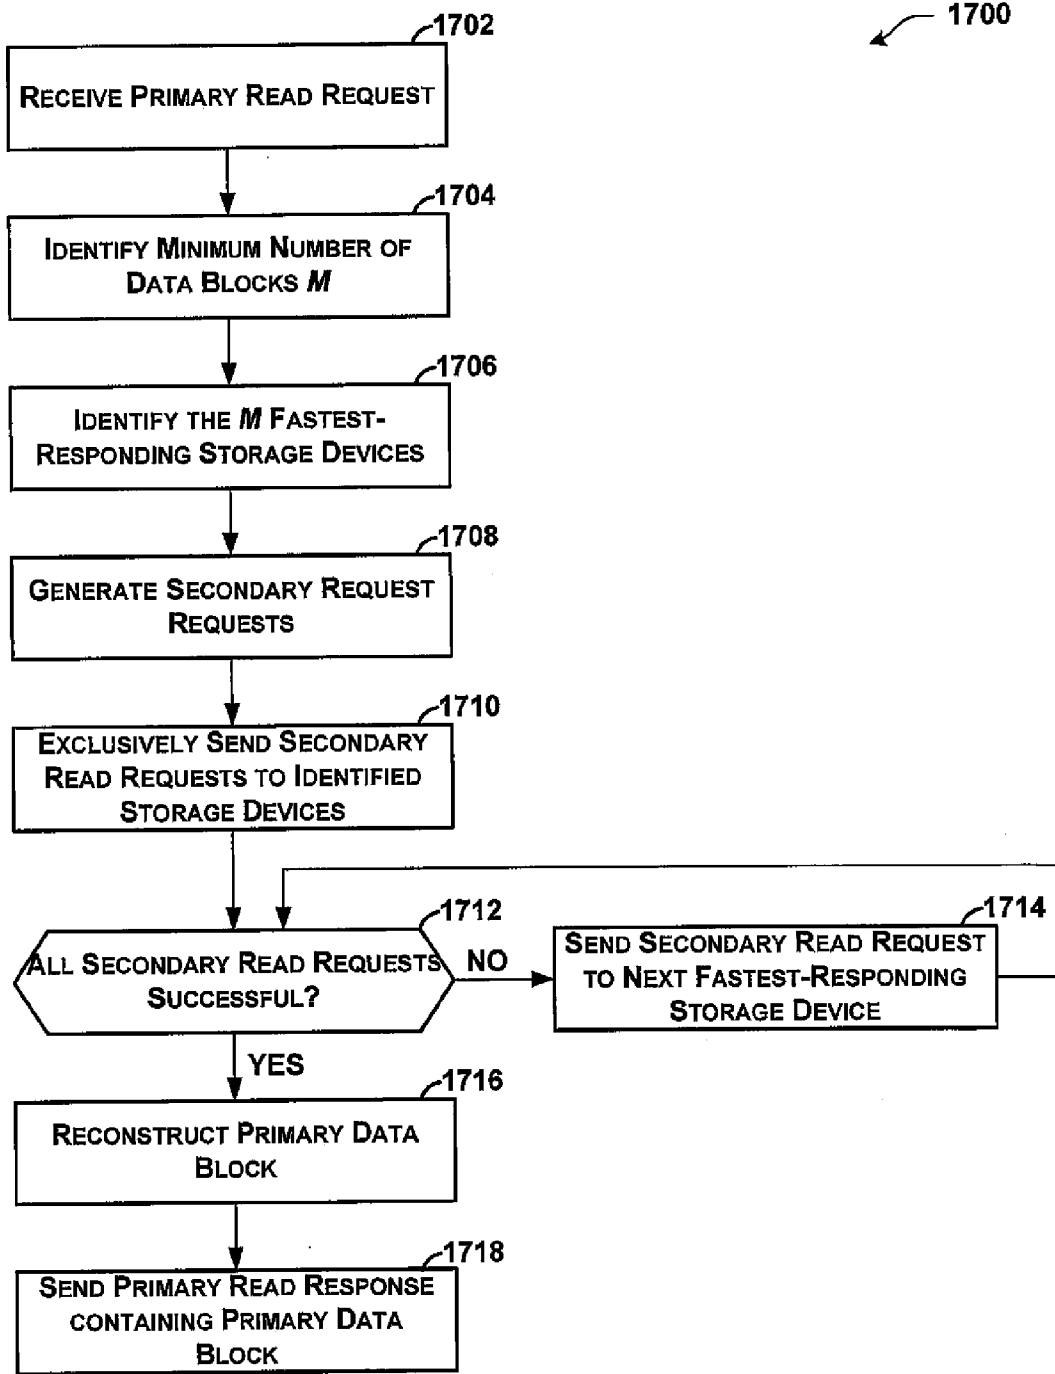 1700
1702
RECEIVE PRIMARY READ REQUEST
1704
IDENTIFY MINIMUM NUMBER OF
DATA BLOCKS M
1706
IDENTIFY THE M FASTEST-
RESPONDING STORAGE DEVICES
1708
GENERATE SECONDARY REQUEST
REQUESTS
1710
EXCLUSIVELY SEND SECONDARY
READ REQUESTS TO IDENTIFIED
STORAGE DEVICES
1712
ALL SECONDARY READ REQUESTS
SUCCESSFUL?
NO
1714
SEND SECONDARY READ REQUEST
TO NEXT FASTEST-RESPONDING
STORAGE DEVICE
YES
1716
RECONSTRUCT PRIMARY DATA
BLOCK
1718
SEND PRIMARY READ RESPONSE
CONTAINING PRIMARY DATA
BLOCK